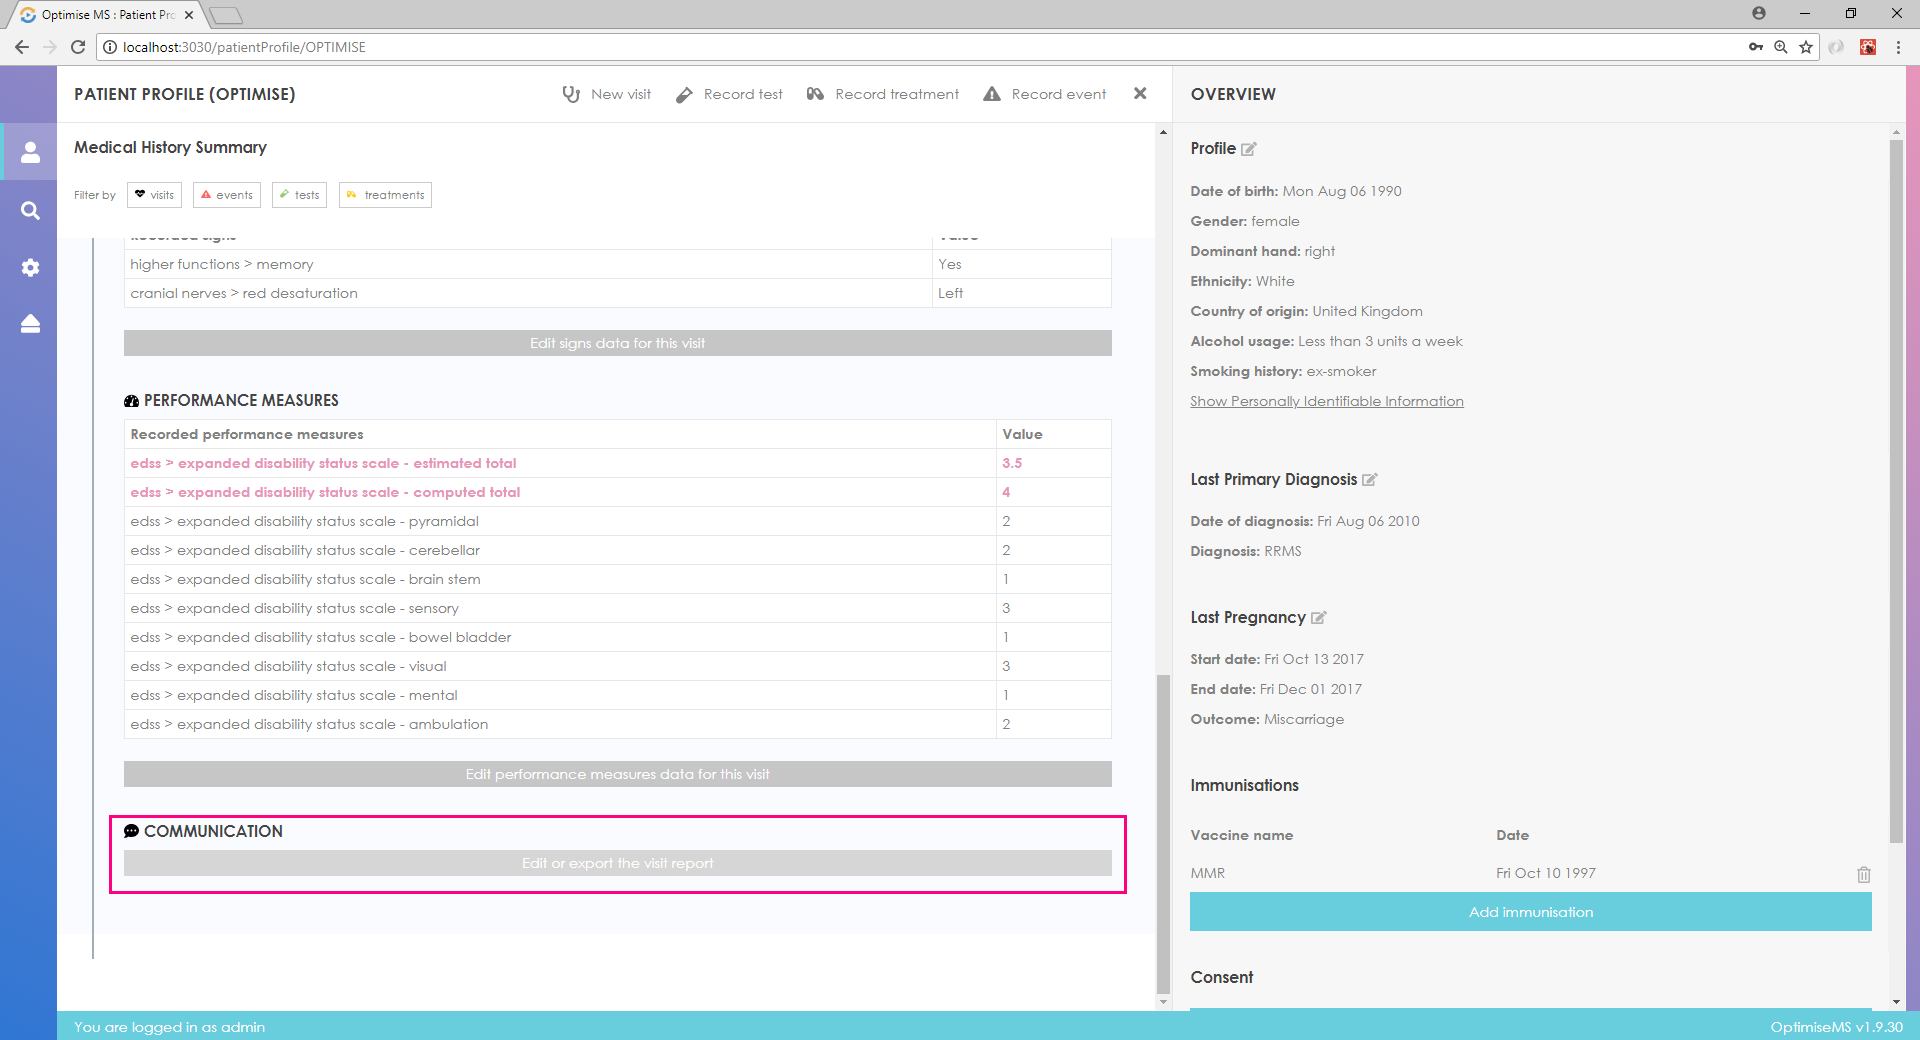 Optimise MS : Patient Pro
localhost:3030/patientProfile/OPTIMISE
PATIENT PROFILE (OPTIMISE)
New visit
Record test
Record treatment
Record event
Medical History Summary
Filter by
visits
events
tests
treatments
Recorded signs Value
higher functions > memory Yes
cranial nerves > red desaturation Left
Edit signs data for this visit
PERFORMANCE MEASURES
Recorded performance measures Value
edss > expanded disability status scale - estimated total 3.5
edss > expanded disability status scale - computed total 4
edss > expanded disability status scale - pyramidal 2
edss > expanded disability status scale - cerebellar 2
edss > expanded disability status scale - brain stem 1
edss > expanded disability status scale - sensory 3
edss > expanded disability status scale - bowel bladder 1
edss > expanded disability status scale - visual 3
edss > expanded disability status scale - mental 1
edss > expanded disability status scale - ambulation 2
Edit performance measures data for this visit
COMMUNICATION
Edit or export the visit report
OVERVIEW
Profile
Date of birth: Mon Aug 06 1990
Gender: female
Dominant hand: right
Ethnicity: White
Country of origin: United Kingdom
Alcohol usage: Less than 3 units a week
Smoking history: ex-smoker
Show Personally Identifiable Information
Last Primary Diagnosis
Date of diagnosis: Fri Aug 06 2010
Diagnosis: RRMS
Last Pregnancy
Start date: Fri Oct 13 2017
End date: Fri Dec 01 2017
Outcome: Miscarriage
Immunisations
Vaccine name Date
MMR Fri Oct 10 1997
Add immunisation
Consent
You are logged in as admin
OptimiseMS v1.9.30